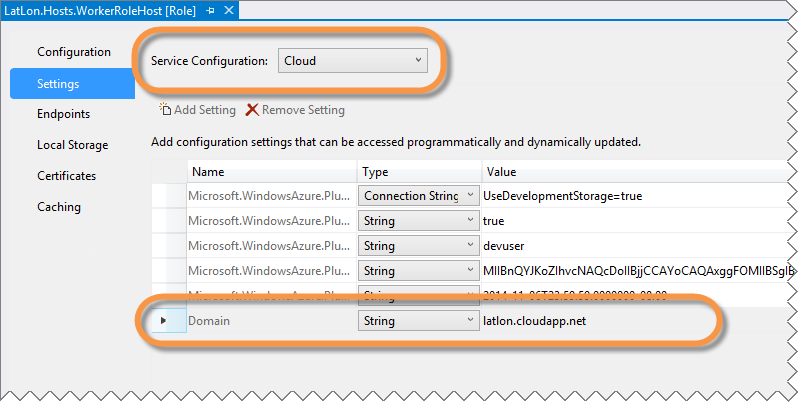 LatLon.Hosts.WorkerRoleHost [Role]
Configuration
Settings
Endpoints
Local Storage
Certificates
Caching
Service Configuration: Cloud
Add Setting Remove Setting
Add configuration settings that can be accessed programmatically and dynamically updated.
Name Type Value
Microsoft.WindowsAzure.Plu... Connection String UseDevelopmentStorage=true
Microsoft.WindowsAzure.Plu... String true
Microsoft.WindowsAzure.Plu... String devuser
Microsoft.WindowsAzure.Plu... String
String
Domain String latlon.cloudapp.net